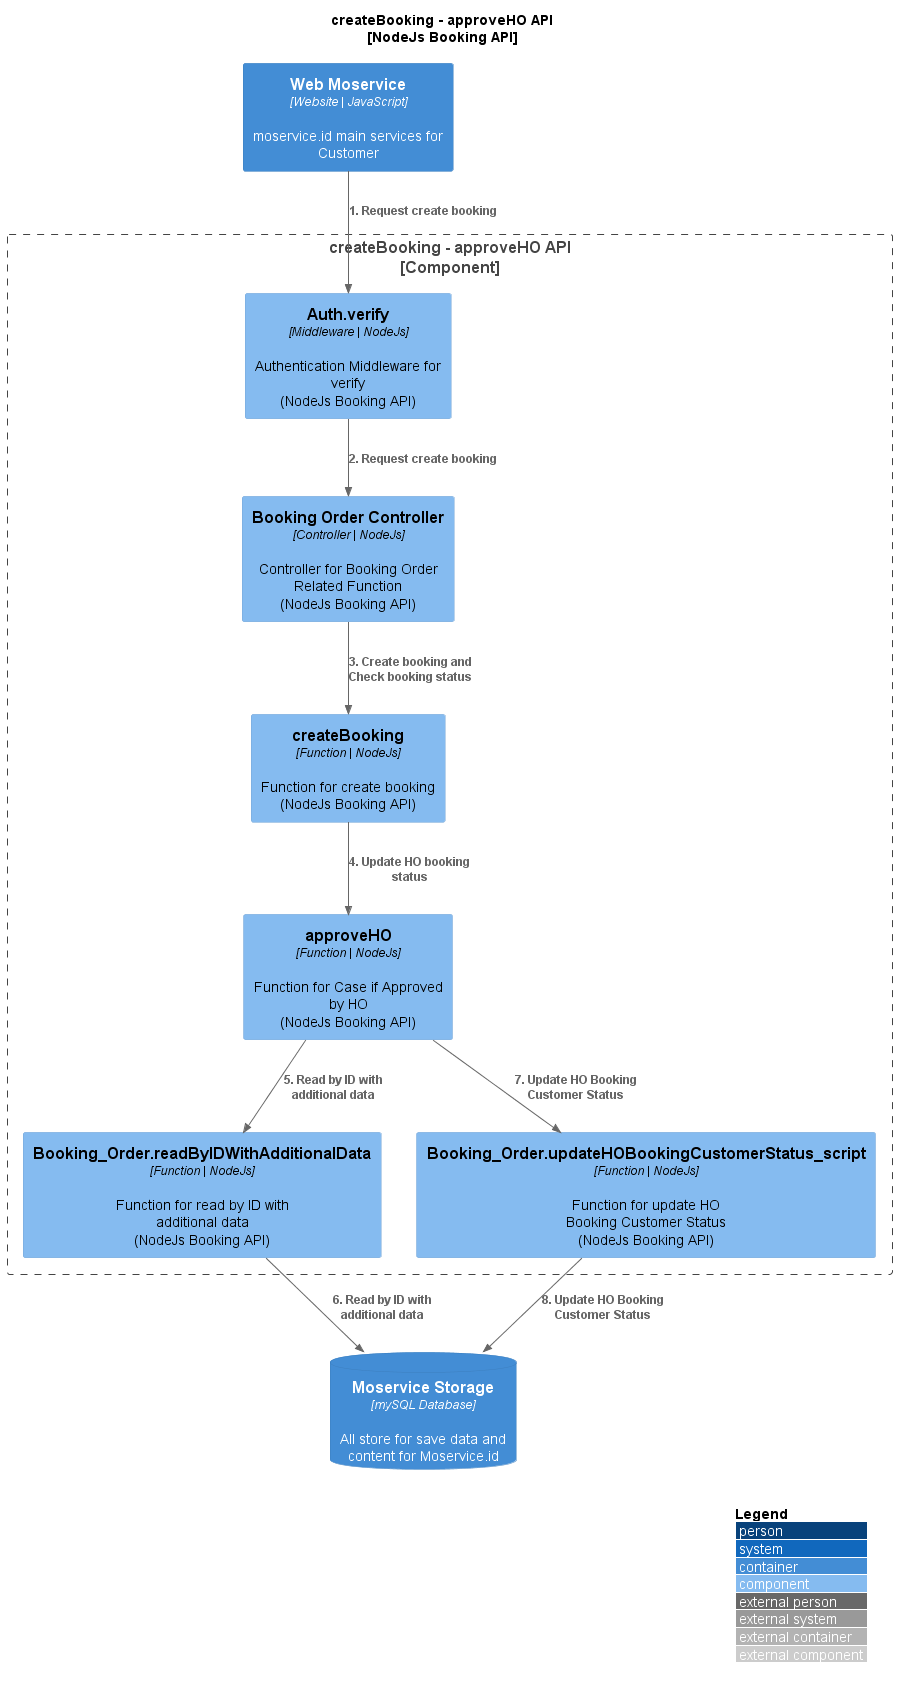 createBooking - approveHO API
[NodeJs Booking API]
Web Moservice
[Website | JavaScript]
moservice.id main services for
Customer
1. Request create booking
createBooking - approveHO API
[Component]
Auth.verify
[Middleware | NodeJs]
Authentication Middleware for
verify
(NodeJs Booking API)
2. Request create booking
Booking Order Controller
[Controller | NodeJs]
Controller for Booking Order
Related Function
(NodeJs Booking API)
3. Create booking and
Check booking status
createBooking
[Function | NodeJs]
Function for create booking
(NodeJs Booking API)
4. Update HO booking
status
approveHO
[Function | NodeJs]
Function for Case if Approved
by HO
(NodeJs Booking API)
5. Read by ID with
additional data
7. Update HO Booking
Customer Status
Booking_Order.readByIDWithAdditionalData
[Function | NodeJs]
Function for read by ID with
additional data
(NodeJs Booking API)
Booking_Order.updateHOBookingCustomerStatus_script
[Function | NodeJs]
Function for update HO
Booking Customer Status
(NodeJs Booking API)
6. Read by ID with
additional data
8. Update HO Booking
Customer Status
Moservice Storage
[mySQL Database]
All store for save data and
content for Moservice.id
Legend
person
system
container
component
external person
external system
external container
external component